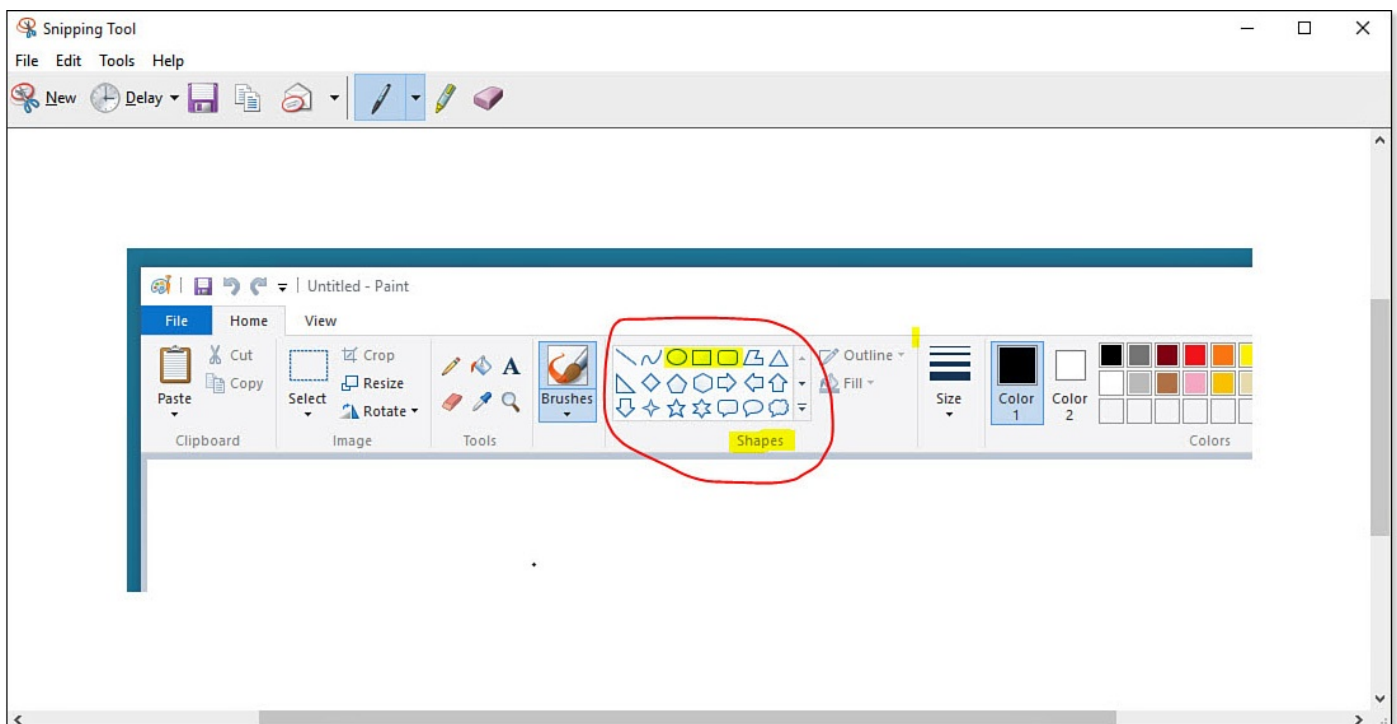 Snipping Tool
File Edit Tools Help
New Delay
Untitled - Paint
File Home View
Cut Crop Outline
Copy Resize Fill
Paste Select Rotate Brushes Size Color 1 Color 2
Clipboard Image Tools Shapes Colors